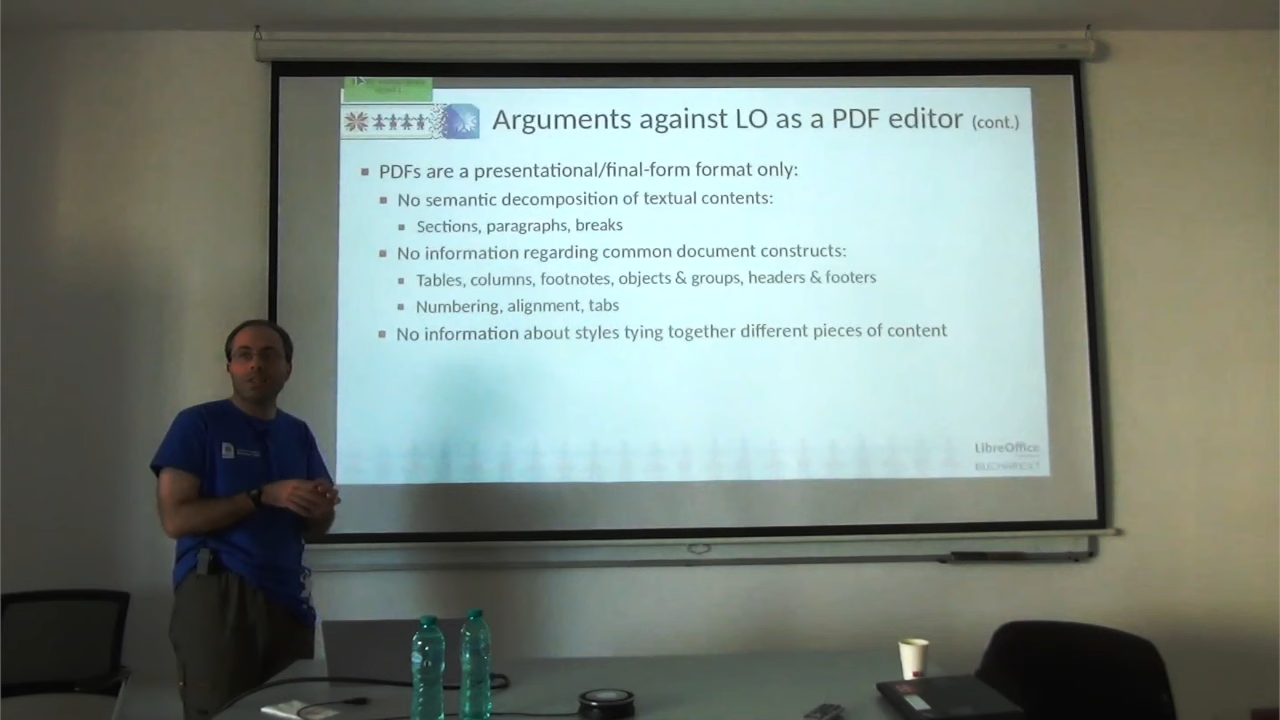 Arguments against LO as a PDF editor (cont.)
PDFs are a presentational/final-form format only:
No semantic decomposition of textual contents:
Sections, paragraphs, breaks
No information regarding common document constructs:
Tables, columns, footnotes, objects & groups, headers & footers
Numbering, alignment, tabs
No information about styles tying together different pieces of content
LibreOffice
BUCHAREST